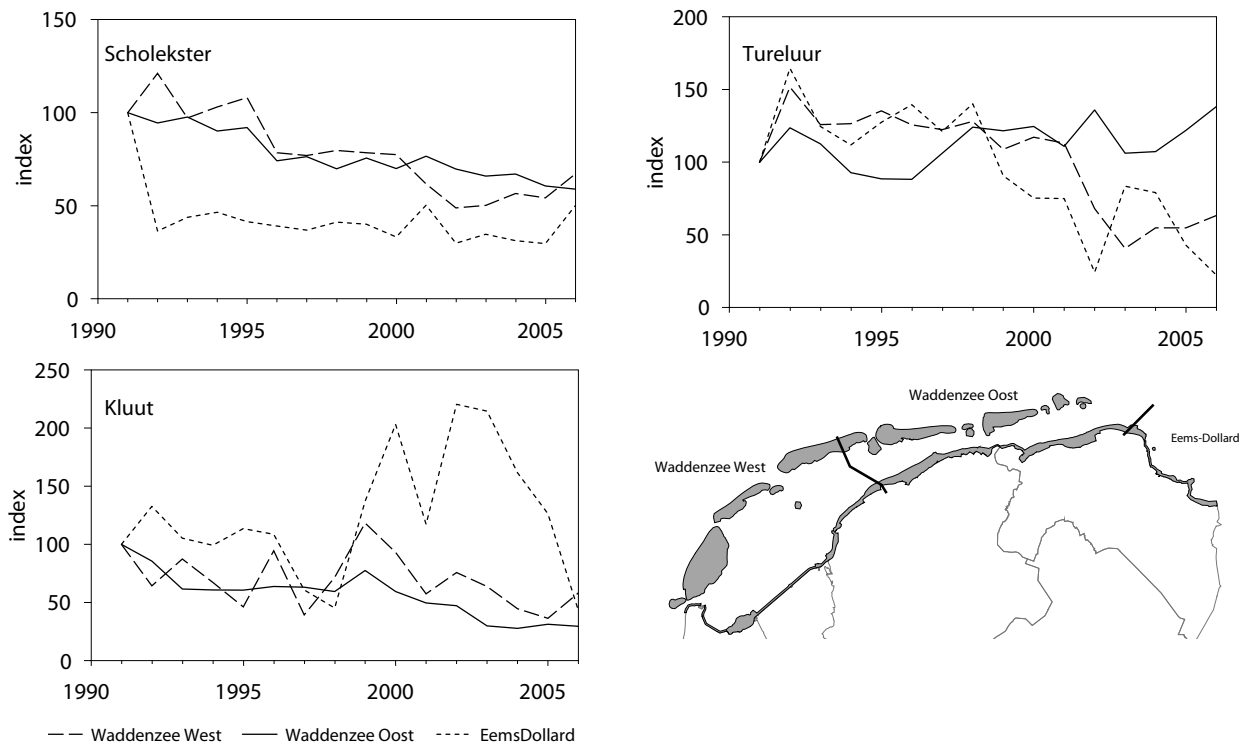 Scholekster
index
150
100
50
0
1990 1995 2000 2005
Tureluur
index
200
150
100
50
0
1990 1995 2000 2005
Kluut
index
250
200
150
100
50
0
1990 1995 2000 2005
Waddenzee Oost
Waddenzee West
Eems-Dollard
Waddenzee West Waddenzee Oost EemsDollard